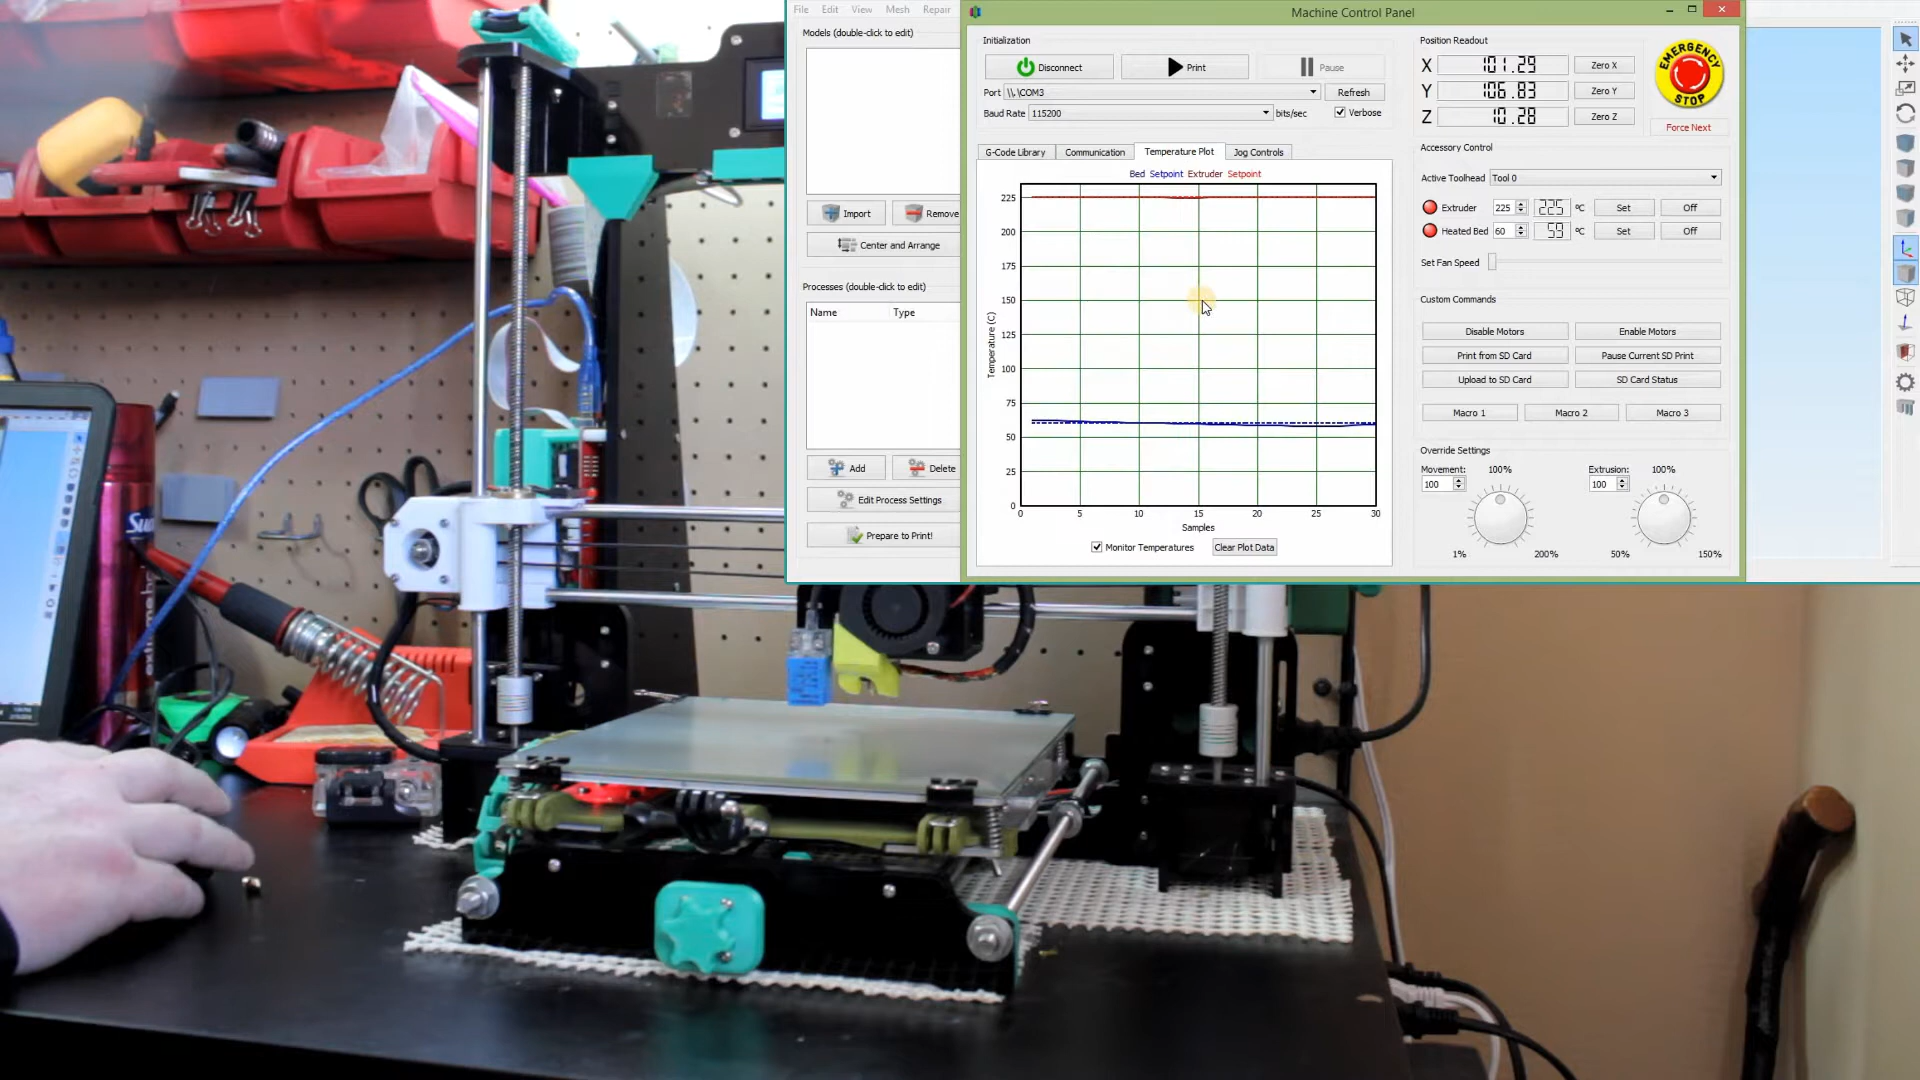 File Edit View Mesh Repair
Models (double-click to edit)
Import
Remove
Center and Arrange
Processes (double-click to edit)
Name Type
Add
Delete
Edit Process Settings
Prepare to Print!
Machine Control Panel
Initialization
Disconnect
Print
Pause
Port \\.\COM3
Refresh
Baud Rate 115200 bits/sec
Verbose
G-Code Library
Communication
Temperature Plot
Jog Controls
Bed Setpoint Extruder Setpoint
Temperature (C)
225
200
175
150
125
100
75
50
25
0
0 5 10 15 20 25 30
Samples
Monitor Temperatures
Clear Plot Data
Position Readout
X 101.29 Zero X
Y 106.83 Zero Y
Z 10.28 Zero Z
EMERGENCY
STOP
Force Next
Accessory Control
Active Toolhead Tool 0
Extruder 225 225 ºC Set Off
Heated Bed 60 59 ºC Set Off
Set Fan Speed
Custom Commands
Disable Motors
Enable Motors
Print from SD Card
Pause Current SD Print
Upload to SD Card
SD Card Status
Macro 1
Macro 2
Macro 3
Override Settings
Movement: 100%
100
1% 200%
Extrusion: 100%
100
50% 150%